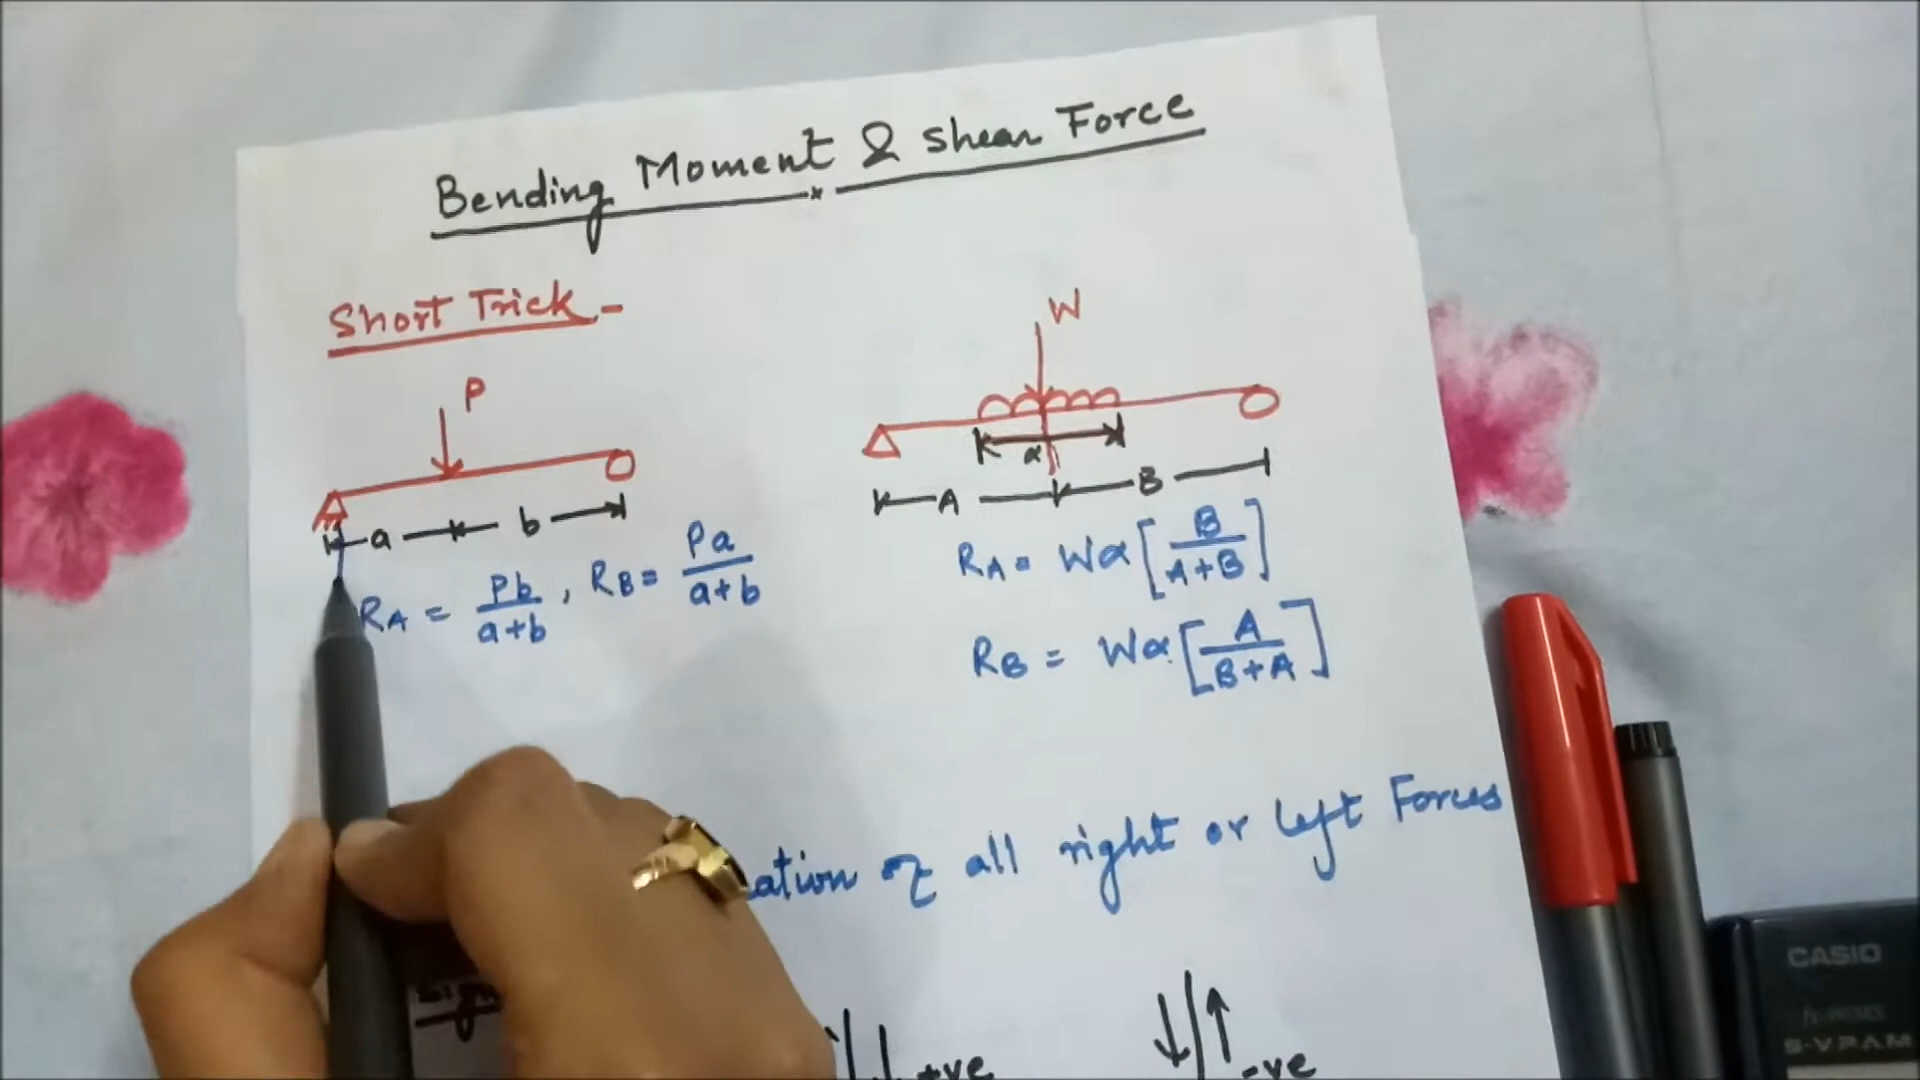 Bending Moment & Shear Force
Short Trick -
P
a b
RA = Pb/a+b , RB = Pa/a+b
W
α
A B
RA = Wα [B/A+B]
RB = Wα [A/B+A]
of all right or left Forces
+ve -ve
CASIO
S-V.P.A.M.